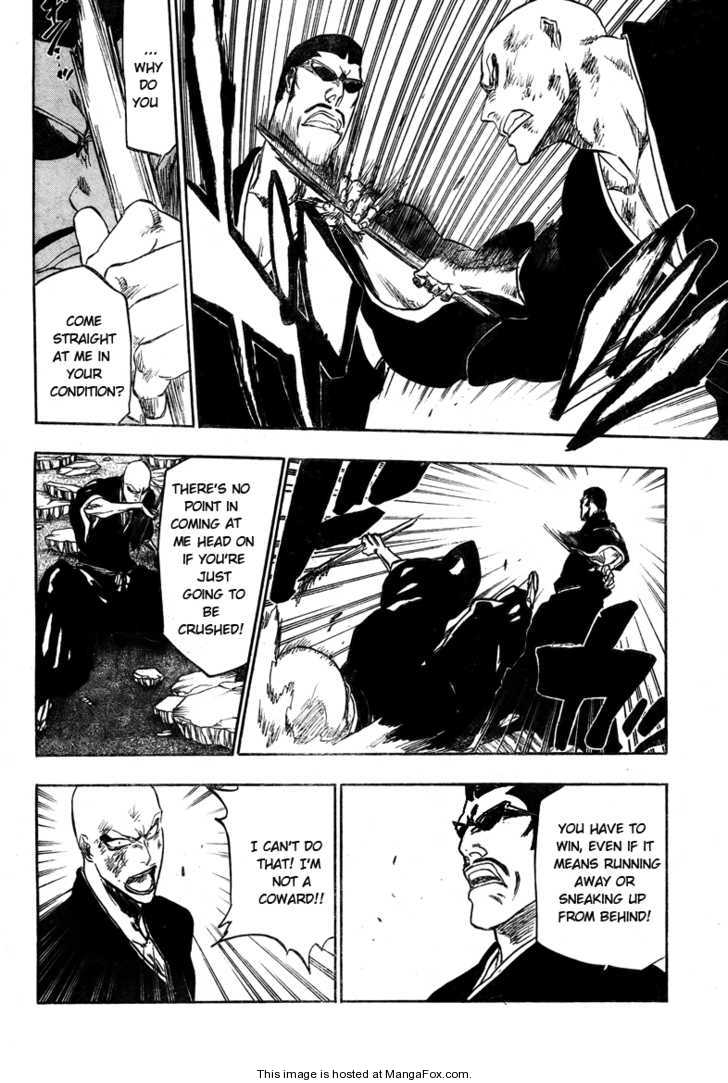 ...
WHY
DO
YOU
COME
STRAIGHT
AT ME IN
YOUR
CONDITION?
THERE'S NO
POINT IN
COMING AT
ME HEAD ON
IF YOU'RE
JUST
GOING TO
BE
CRUSHED!
YOU HAVE TO
WIN, EVEN IF IT
MEANS RUNNING
AWAY OR
SNEAKING UP
FROM BEHIND!
I CAN'T DO
THAT! I'M
NOT A
COWARD!!
This image is hosted at MangaFox.com.